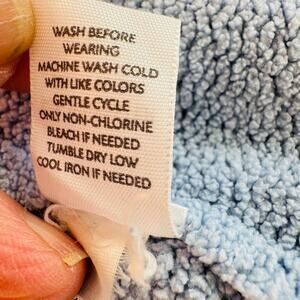 WASH BEFORE
WEARING
MACHINE WASH COLD
WITH LIKE COLORS
GENTLE CYCLE
ONLY NON-CHLORINE
BLEACH IF NEEDED
TUMBLE DRY LOW
COOL IRON IF NEEDED